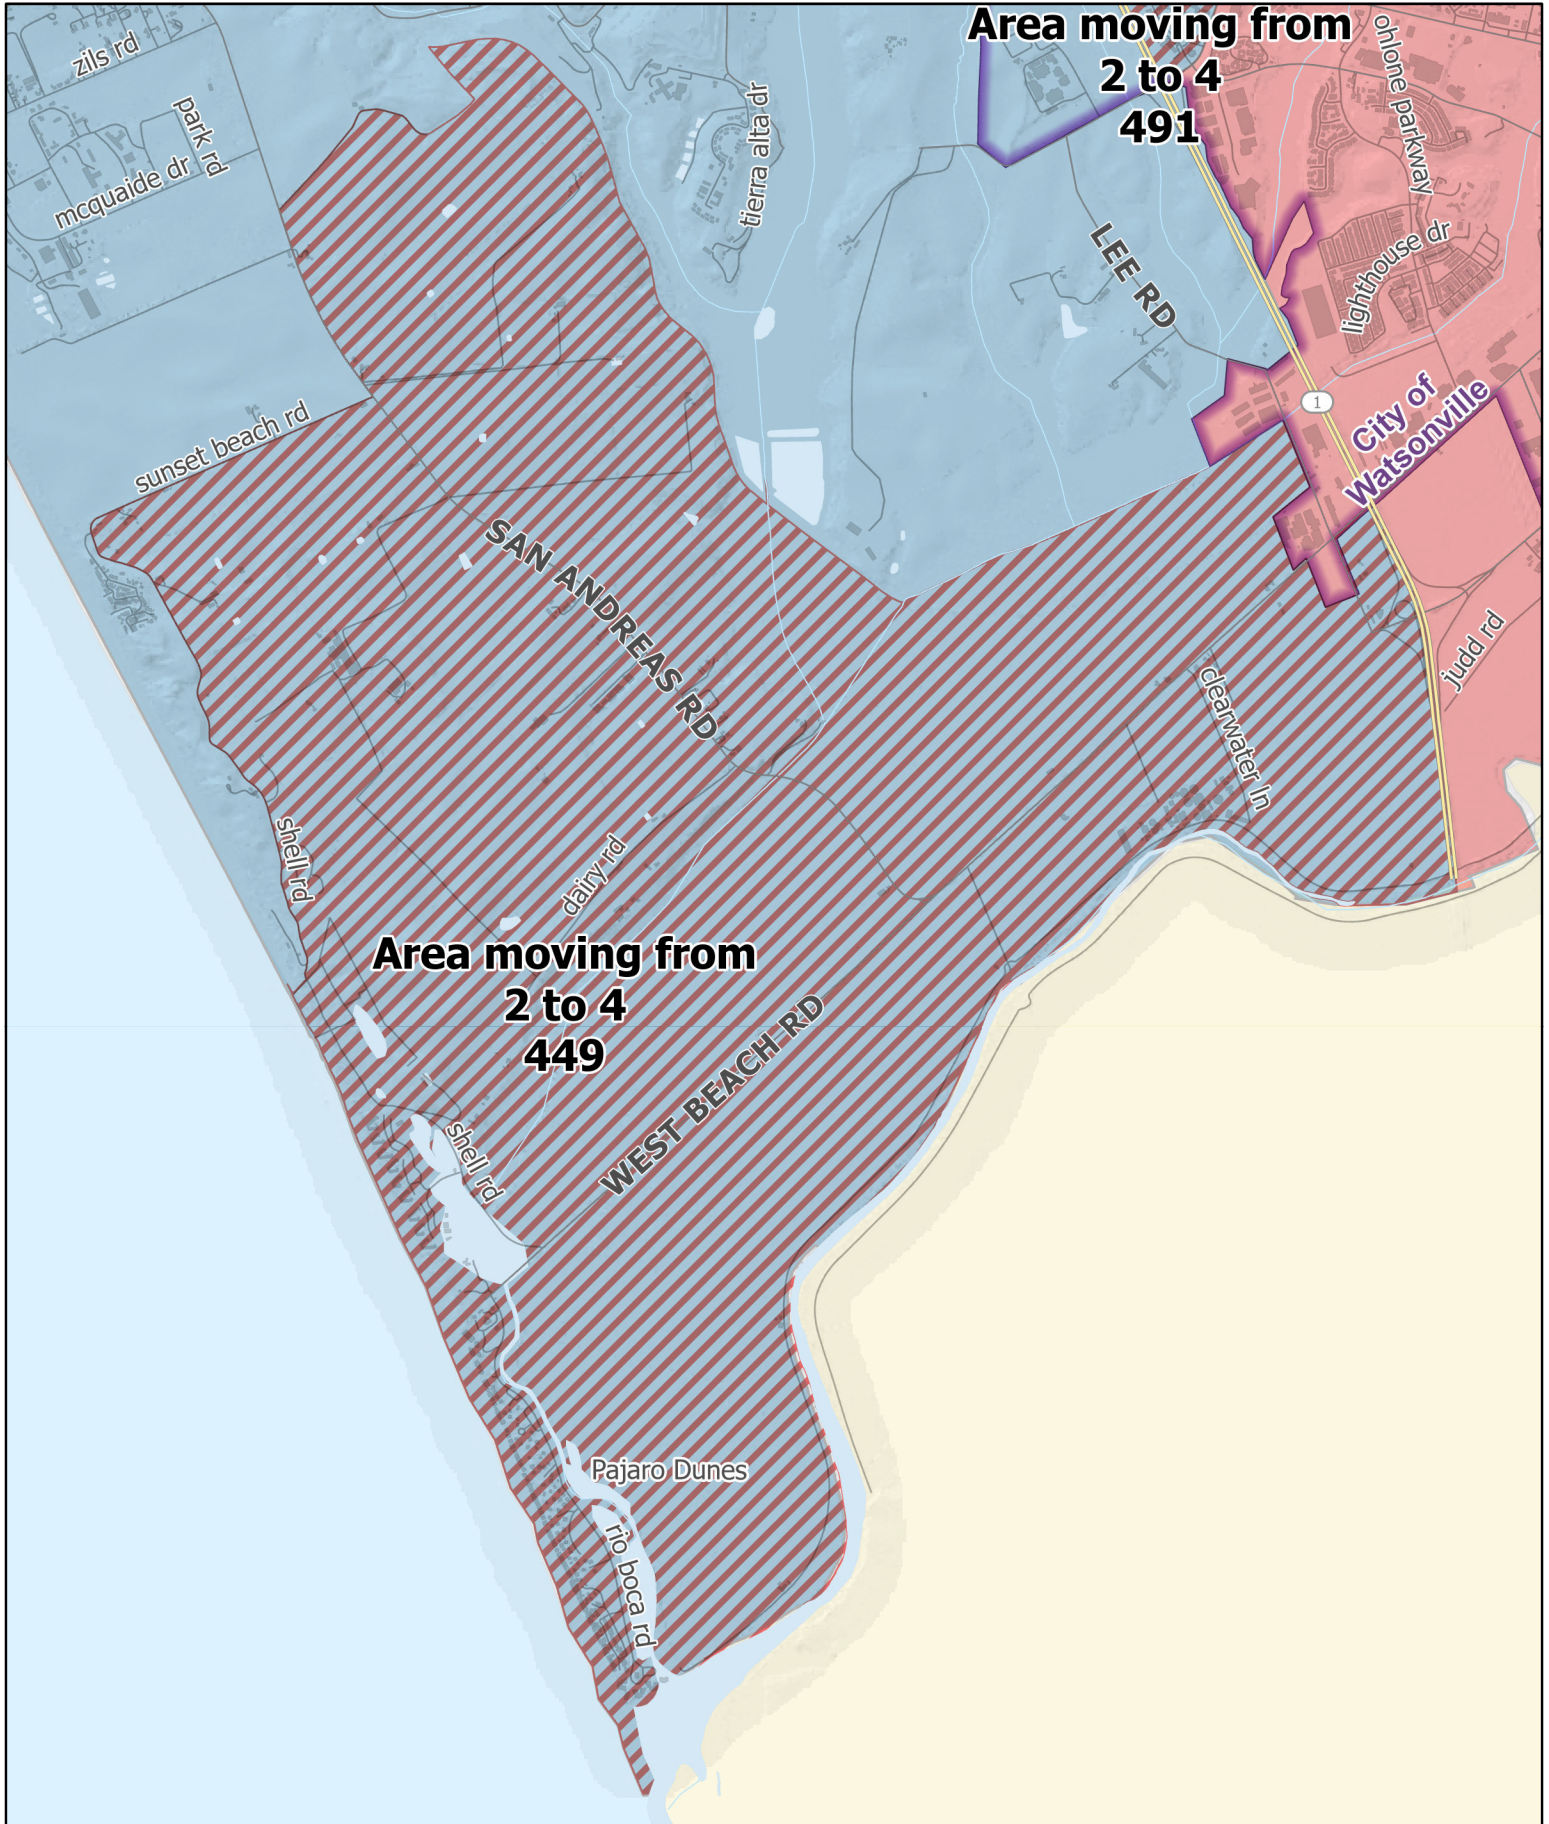 Area moving from
2 to 4
491
zils rd
park rd
mcquaide dr
tierra alta dr
ohlone parkway
LEE RD
lighthouse dr
1
City of
Watsonville
sunset beach rd
SAN ANDREAS RD
judd rd
clearwater ln
shell rd
dairy rd
Area moving from
2 to 4
449
WEST BEACH RD
shell rd
Pajaro Dunes
rio boca rd